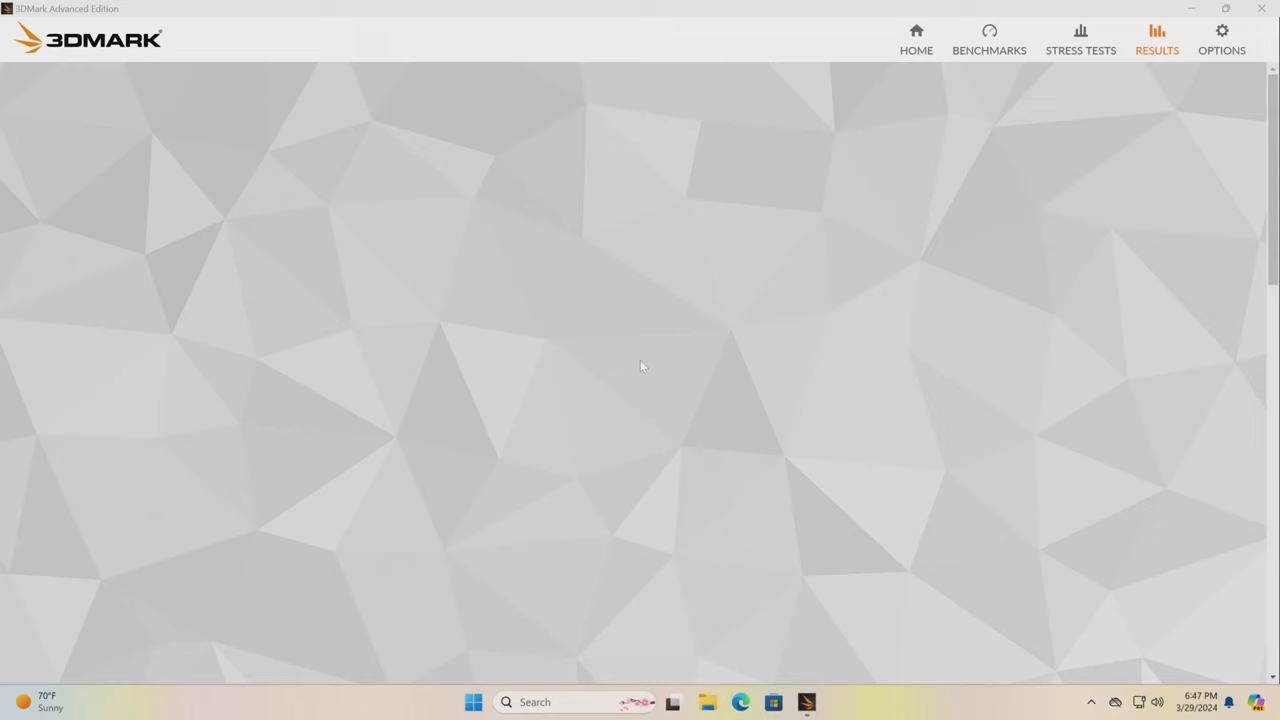 3DMark Advanced Edition
3DMARK
HOME
BENCHMARKS
STRESS TESTS
RESULTS
OPTIONS
70°F
Sunny
Search
6:47 PM
3/29/2024
PRE